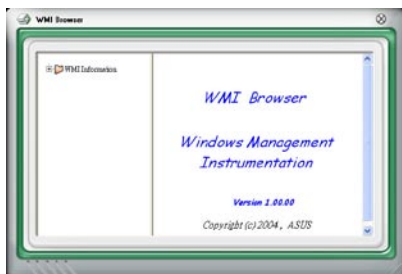 WMI Browser
WMI Information
WMI Browser
Windows Management
Instrumentation
Version 1.00.00
Copyright (c) 2004, ASUS